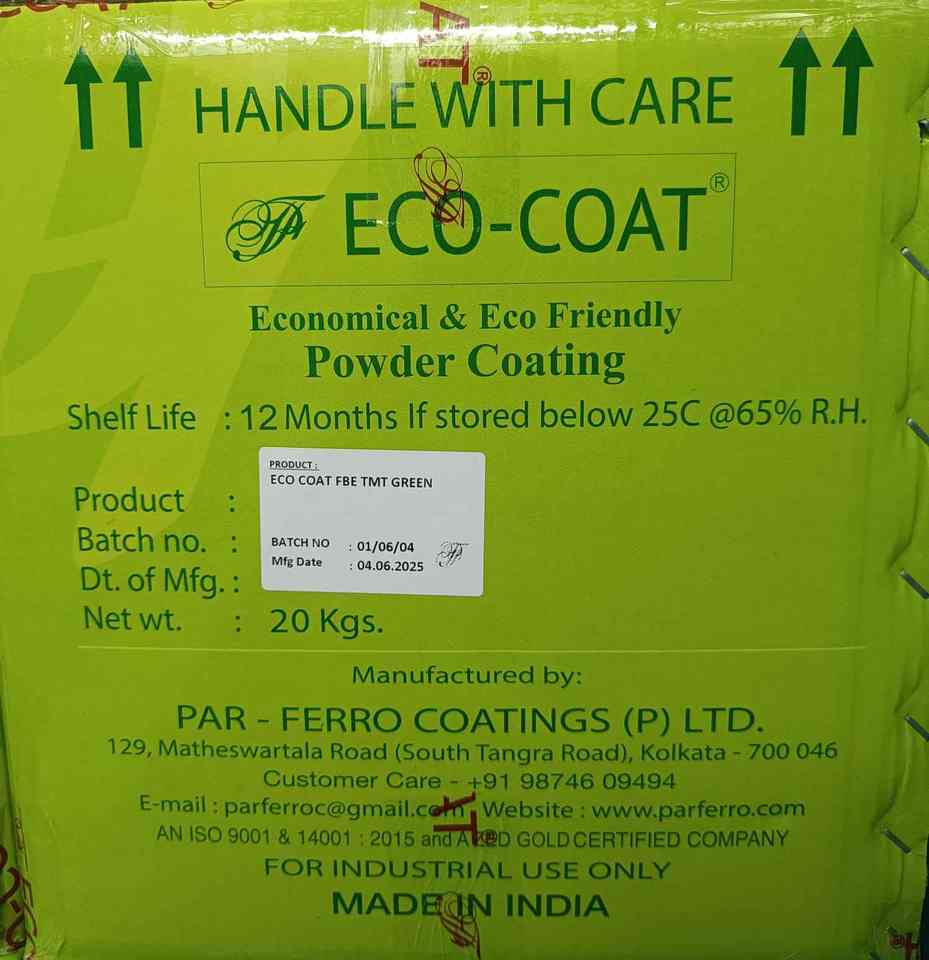 HANDLE WITH CARE
ECO-COAT®
Economical & Eco Friendly
Powder Coating
Shelf Life : 12 Months If stored below 25C @65% R.H.
PRODUCT :
ECO COAT FBE TMT GREEN
Product :
BATCH NO : 01/06/04
Batch no. :
Mfg Date : 04.06.2025
Dt. of Mfg. :
Net wt. : 20 Kgs.
Manufactured by:
PAR - FERRO COATINGS (P) LTD.
129, Matheswartala Road (South Tangra Road), Kolkata - 700 046
Customer Care - +91 98746 09494
E-mail : parferroc@gmail.com, Website : www.parferro.com
AN ISO 9001 & 14001 : 2015 and GOLD CERTIFIED COMPANY
FOR INDUSTRIAL USE ONLY
MADE IN INDIA